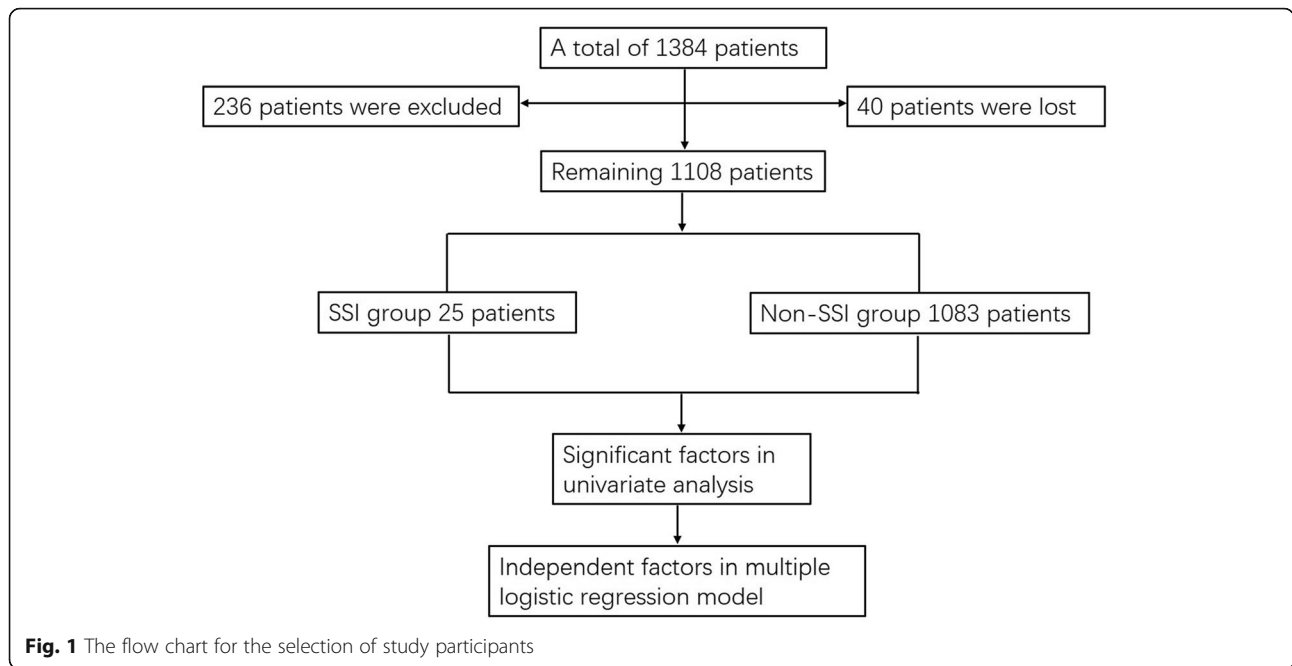 A total of 1384 patients
236 patients were excluded
40 patients were lost
Remaining 1108 patients
SSI group 25 patients
Non-SSI group 1083 patients
Significant factors in
univariate analysis
Independent factors in multiple
logistic regression model
Fig. 1 The flow chart for the selection of study participants